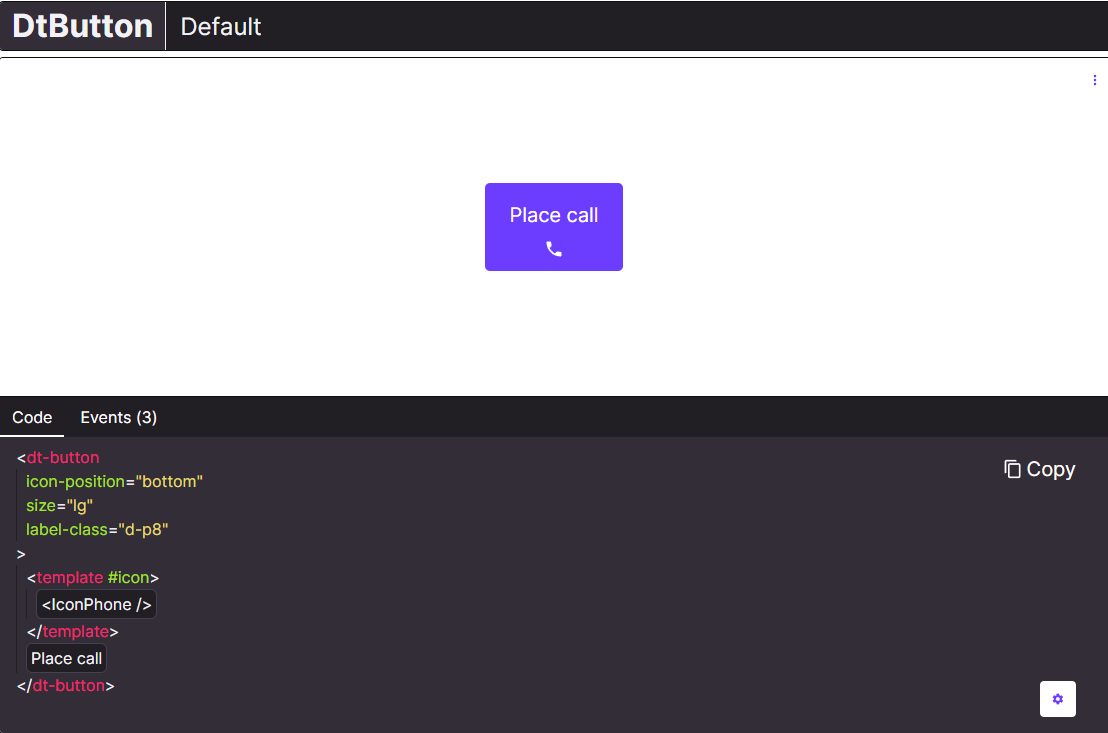 DtButton Default
Place call
Code Events (3)
<dt-button
Copy
icon-position="bottom"
size="lg"
label-class="d-p8"
>
<template #icon>
<IconPhone />
</template>
Place call
</dt-button>